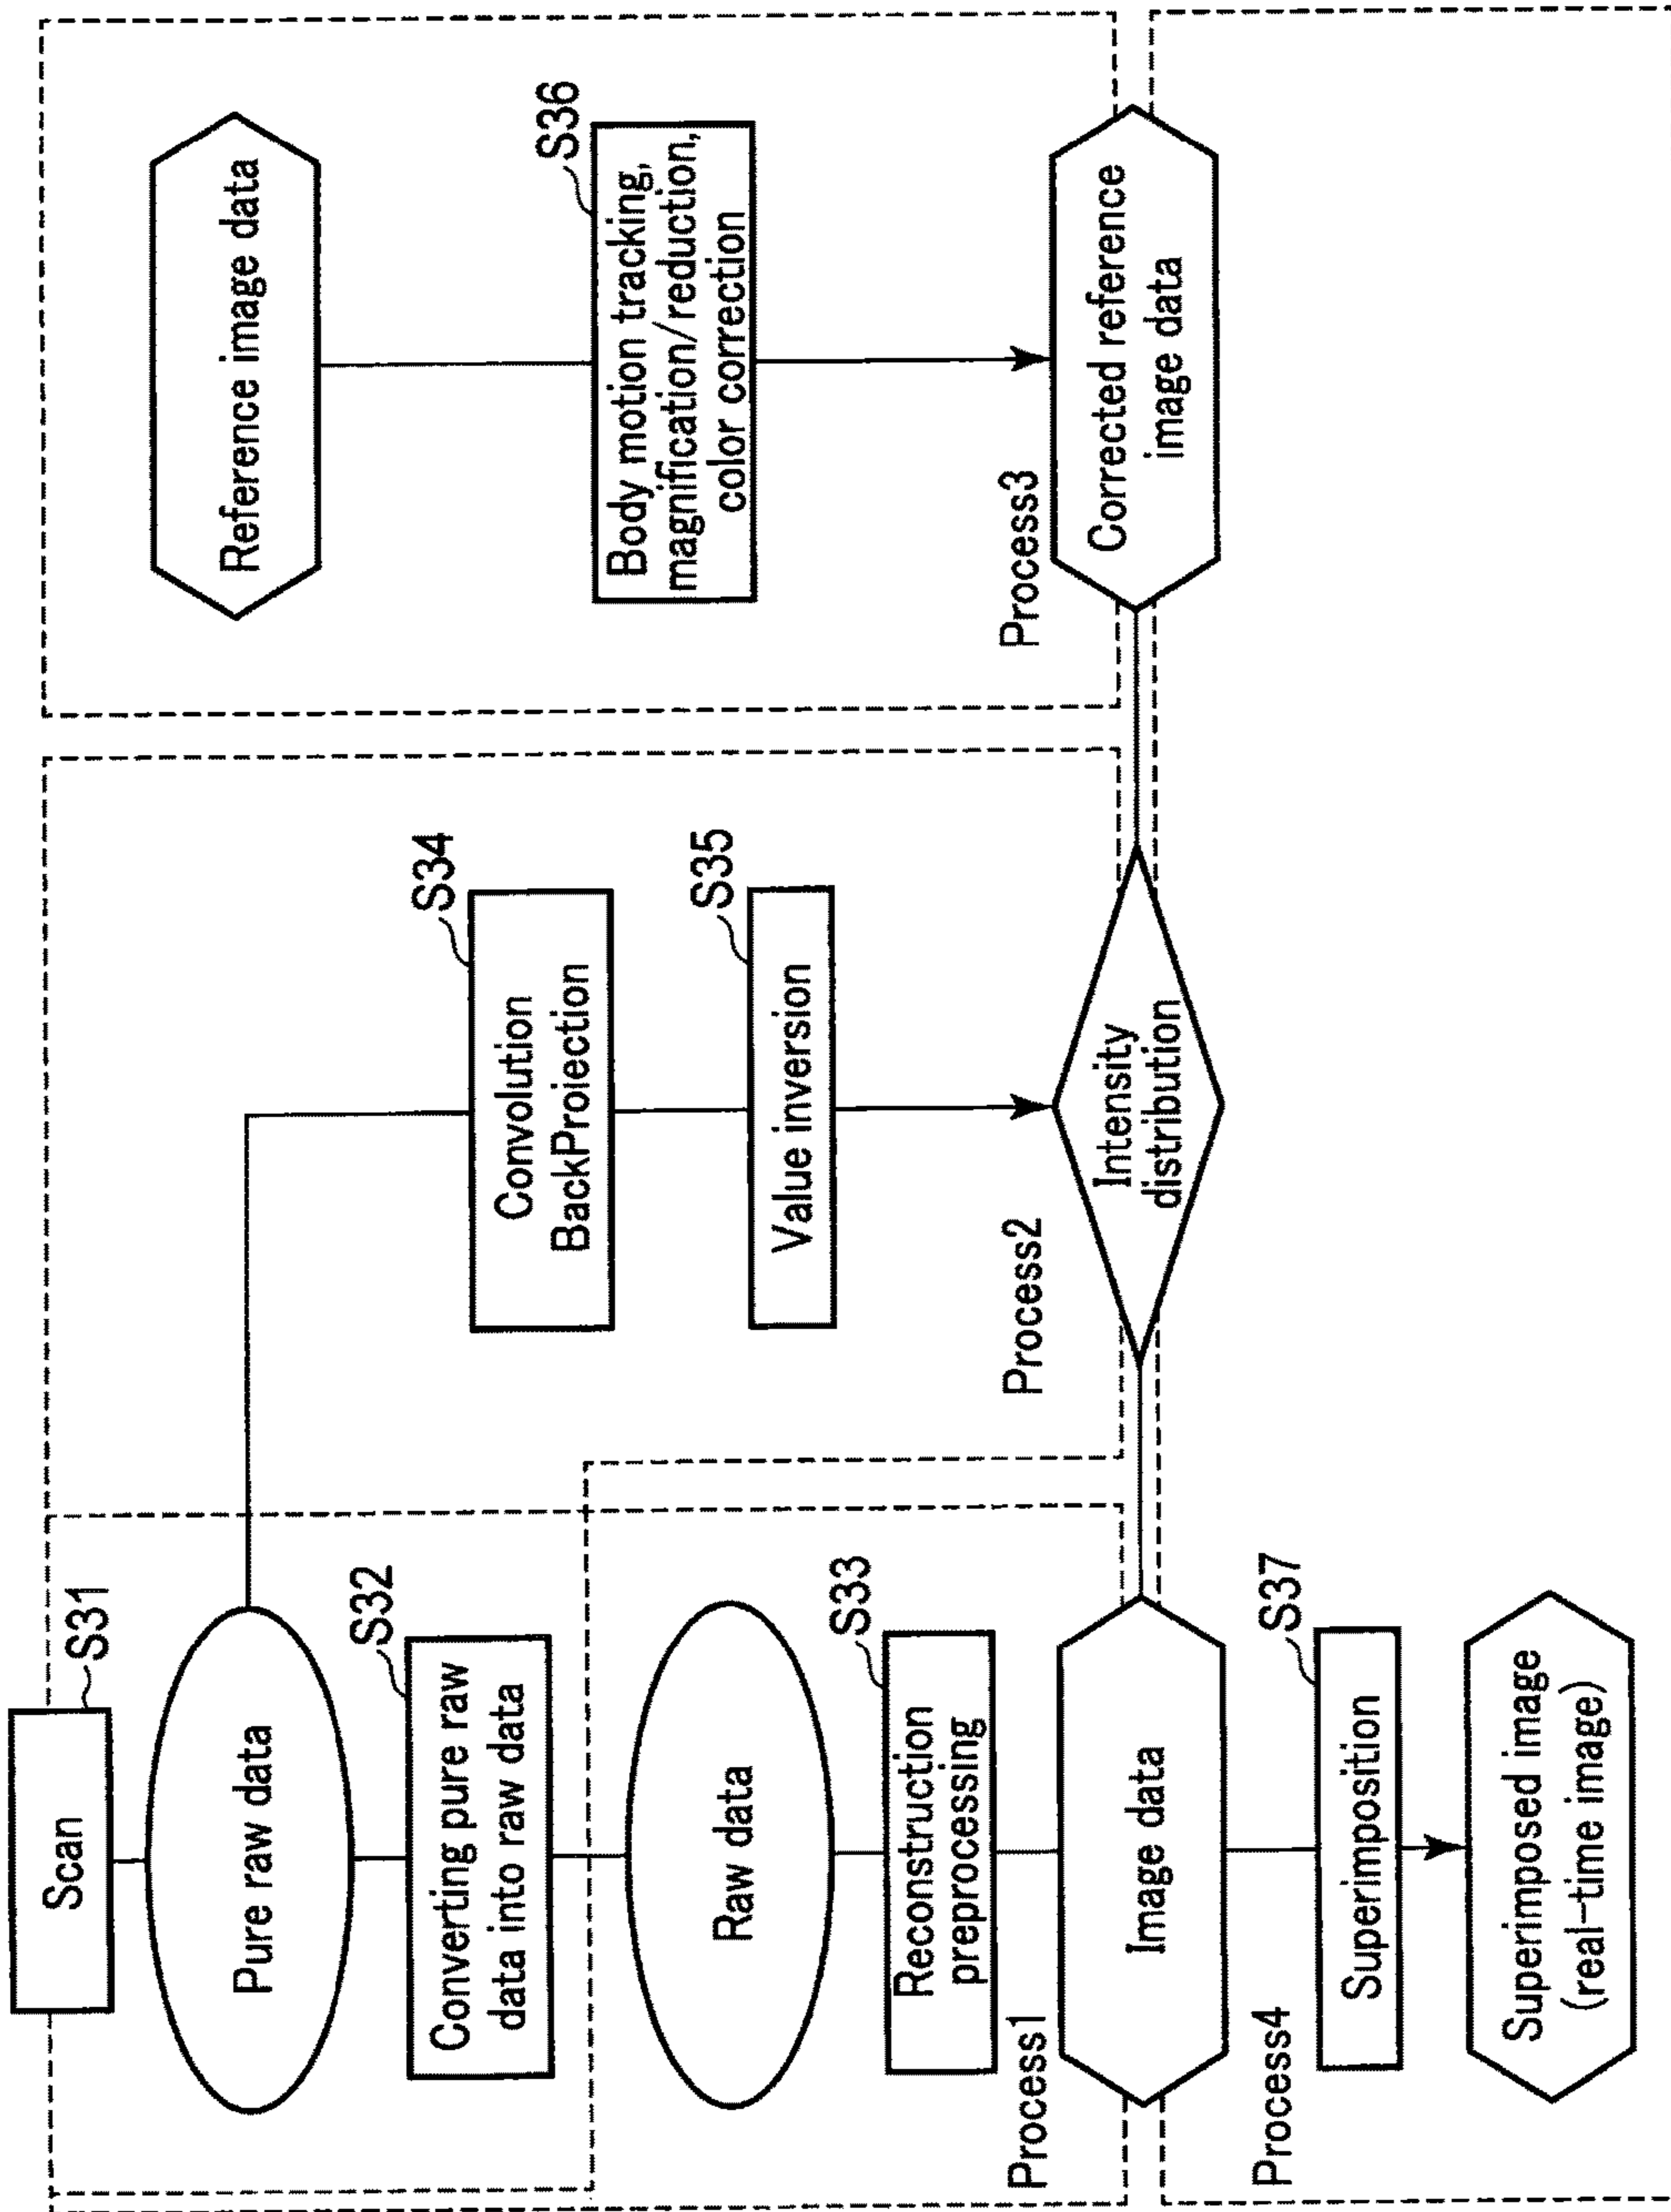 Scan
S31
Pure raw data
S32
Converting pure raw
data into raw data
Raw data
S33
Reconstruction
preprocessing
Process1
Image data
Process4
S37
Superimposition
Superimposed image
(real-time image)
S34
Convolution
BackProiection
S35
Value inversion
Process2
Intensity
distribution
Reference image data
S36
Body motion tracking,
magnification/reduction,
color correction
Process3
Corrected reference
image data